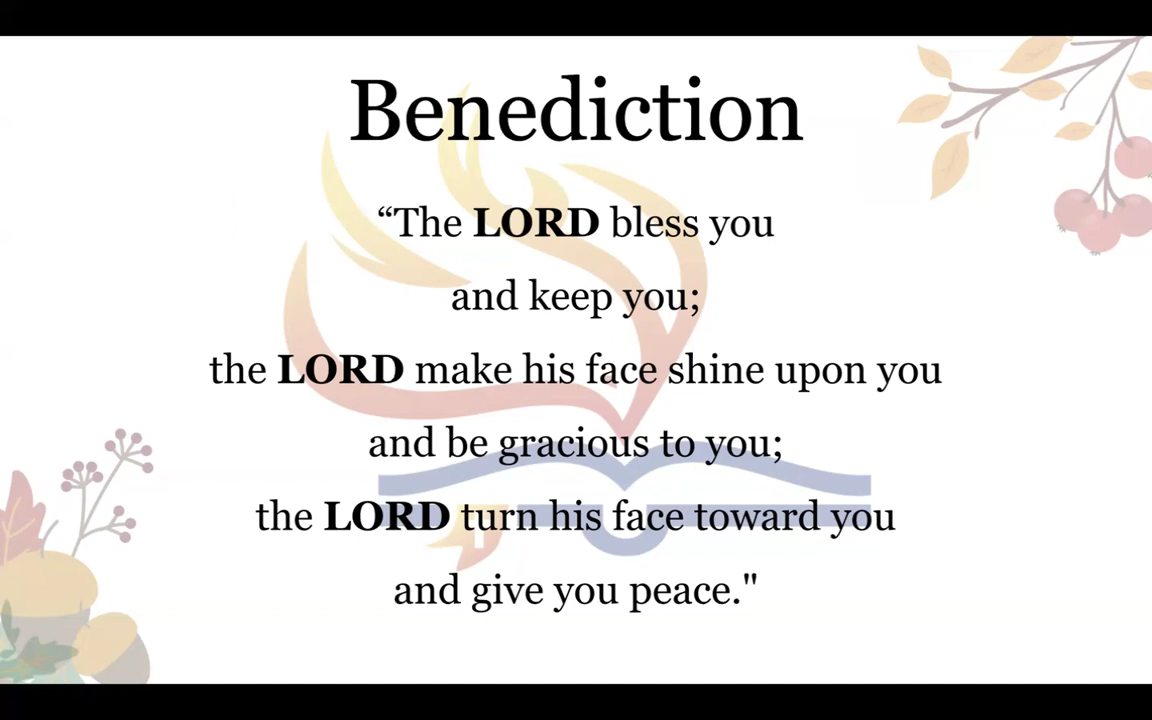 Benediction
“The LORD bless you
and keep you;
the LORD make his face shine upon you
and be gracious to you;
the LORD turn his face toward you
and give you peace."